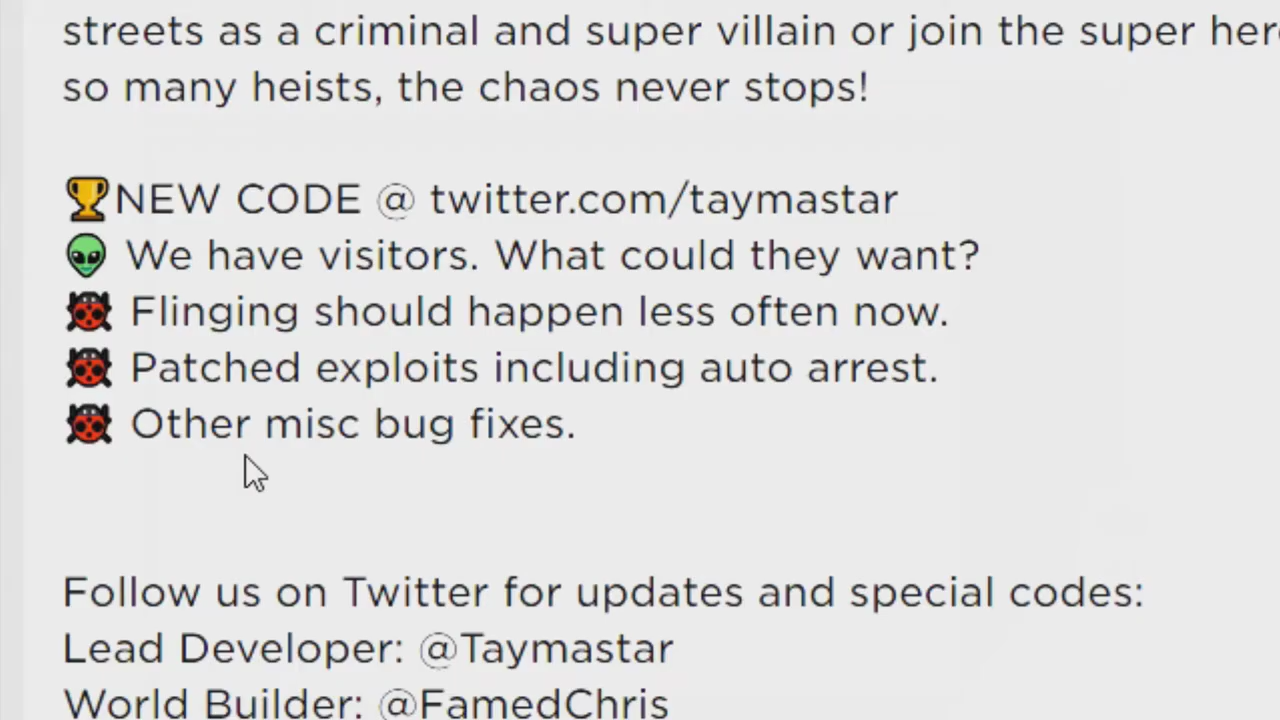 streets as a criminal and super villain or join the super
so many heists, the chaos never stops!
🏆NEW CODE @ twitter.com/taymastar
👽 We have visitors. What could they want?
🐞 Flinging should happen less often now.
🐞 Patched exploits including auto arrest.
🐞 Other misc bug fixes.
Follow us on Twitter for updates and special codes:
Lead Developer: @Taymastar
World Builder: @FamedChris